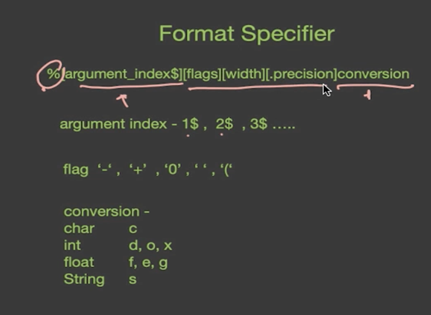 Format Specifier
%[argument_index$][flags][width][.precision]conversion
argument index - 1$ , 2$ , 3$ .....
flag '-' , '+' , '0' , ' ' , '('
conversion -
char c
int d, o, x
float f, e, g
String s